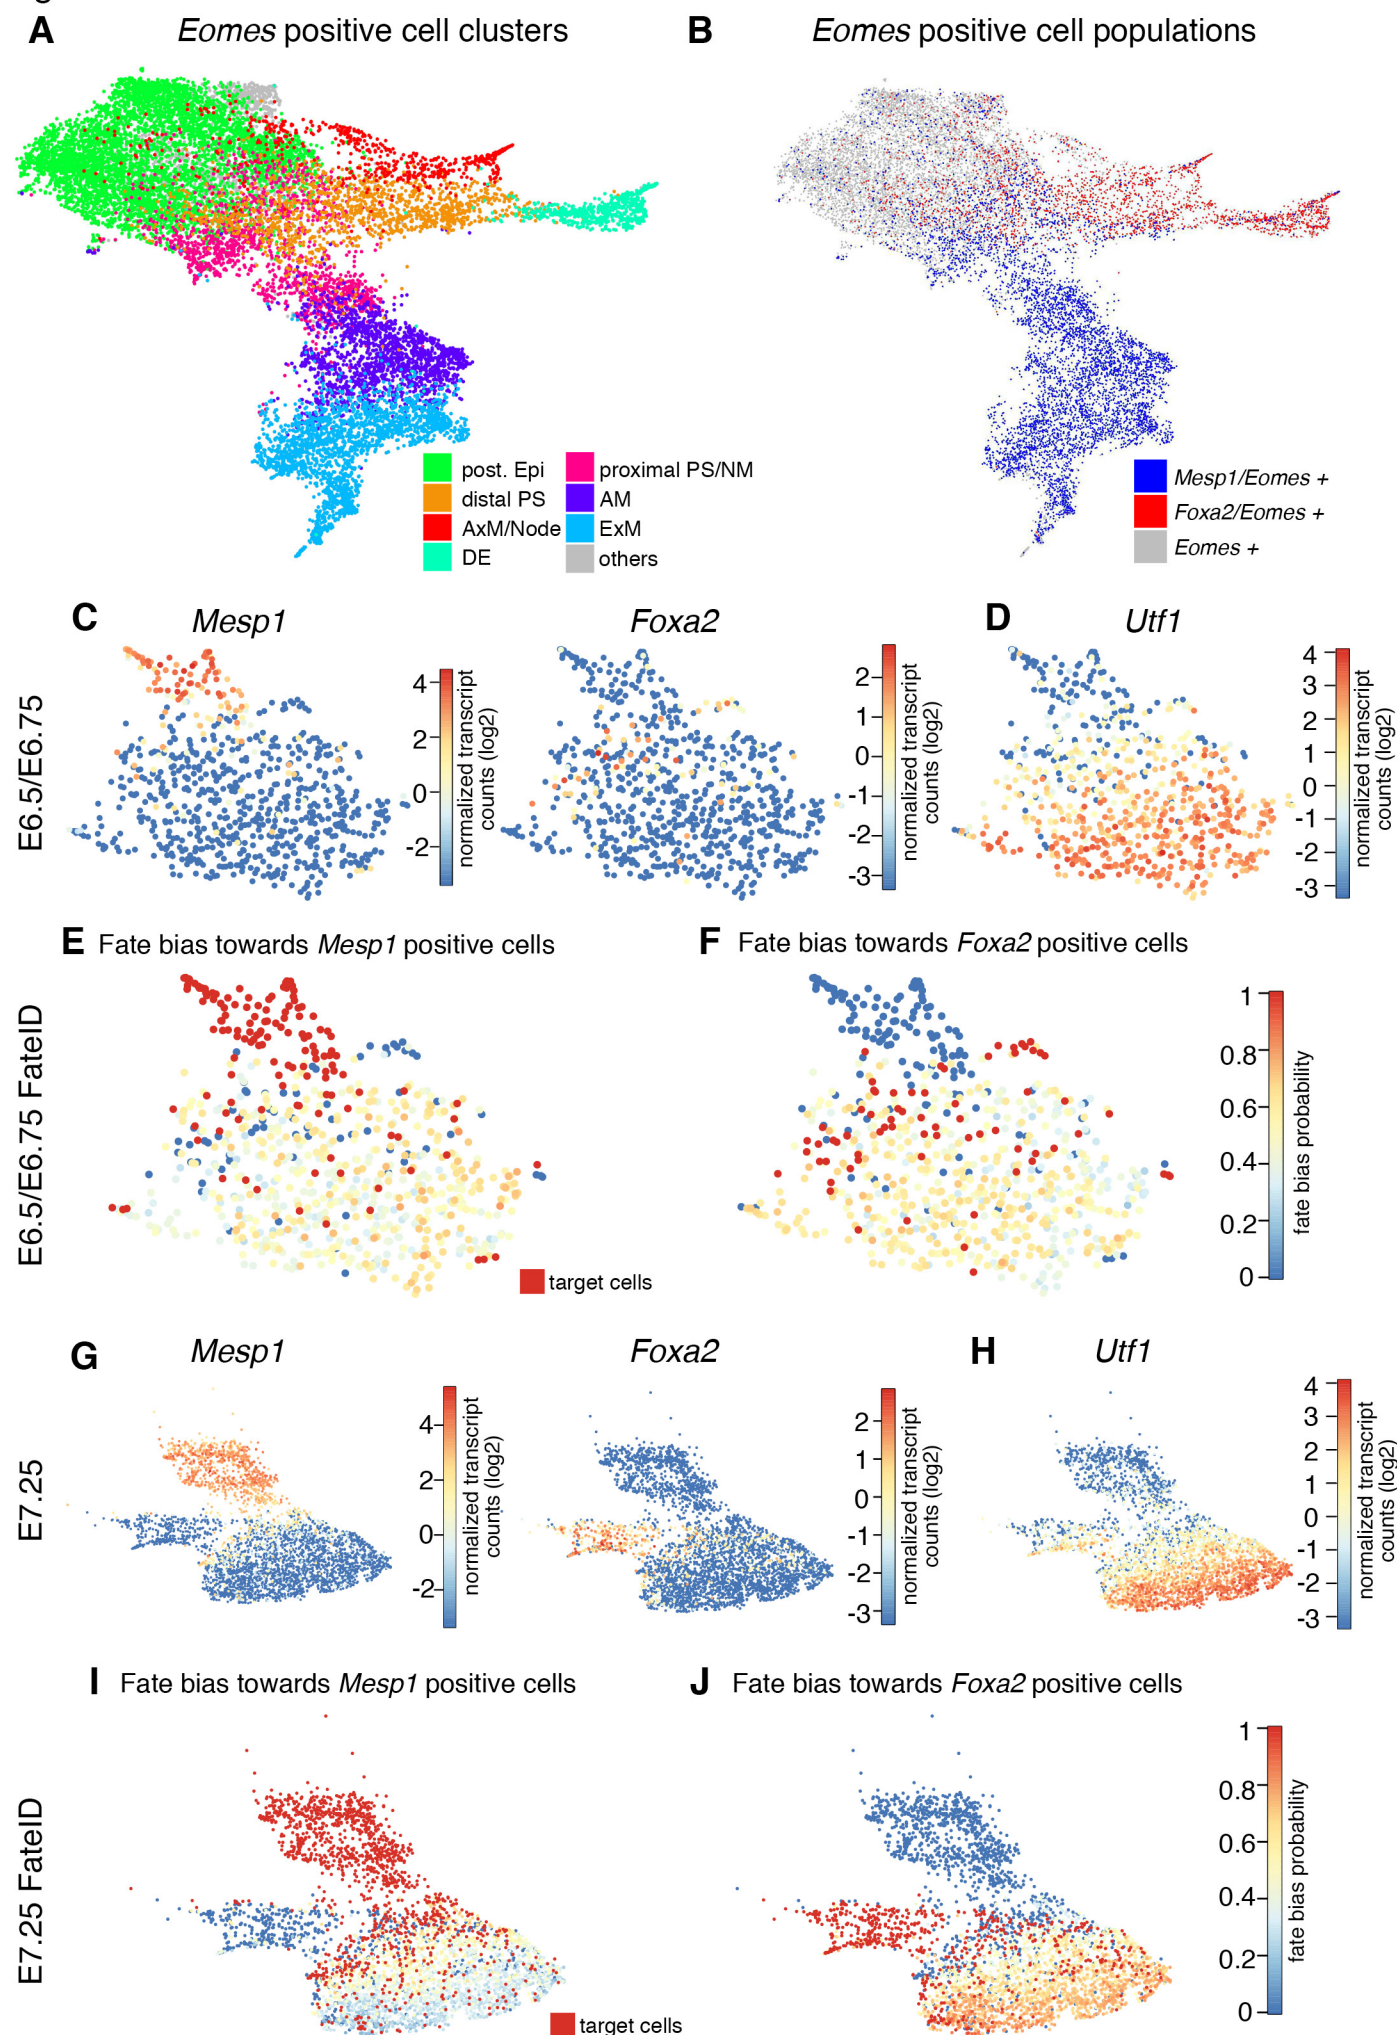 A Eomes positive cell clusters
B Eomes positive cell populations
post. Epi
distal PS
AxM/Node
DE
proximal PS/NM
AM
ExM
others
Mesp1/Eomes +
Foxa2/Eomes +
Eomes +
C Mesp1
Foxa2
D Utf1
E6.5/E6.75
4
2
0
-2
normalized transcript
counts (log2)
2
1
0
-1
-2
-3
normalized transcript
counts (log2)
4
3
2
1
0
-1
-2
-3
normalized transcript
counts (log2)
E Fate bias towards Mesp1 positive cells
F Fate bias towards Foxa2 positive cells
E6.5/E6.75 FateID
target cells
1
0.8
0.6
0.4
0.2
0
fate bias probability
G Mesp1
Foxa2
H Utf1
E7.25
4
2
0
-2
normalized transcript
counts (log2)
2
1
0
-1
-2
-3
normalized transcript
counts (log2)
4
3
2
1
0
-1
-2
-3
normalized transcript
counts (log2)
I Fate bias towards Mesp1 positive cells
J Fate bias towards Foxa2 positive cells
E7.25 FateID
target cells
1
0.8
0.6
0.4
0.2
0
fate bias probability